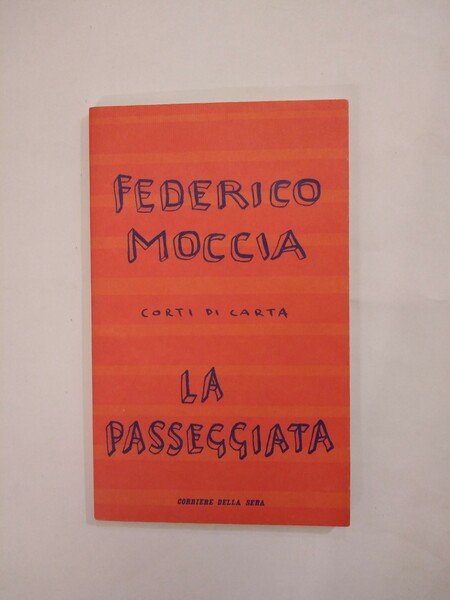 FEDERICO
MOCCIA
CORTI DI CARTA
LA
PASSEGGIATA
CORRIERE DELLA SERA